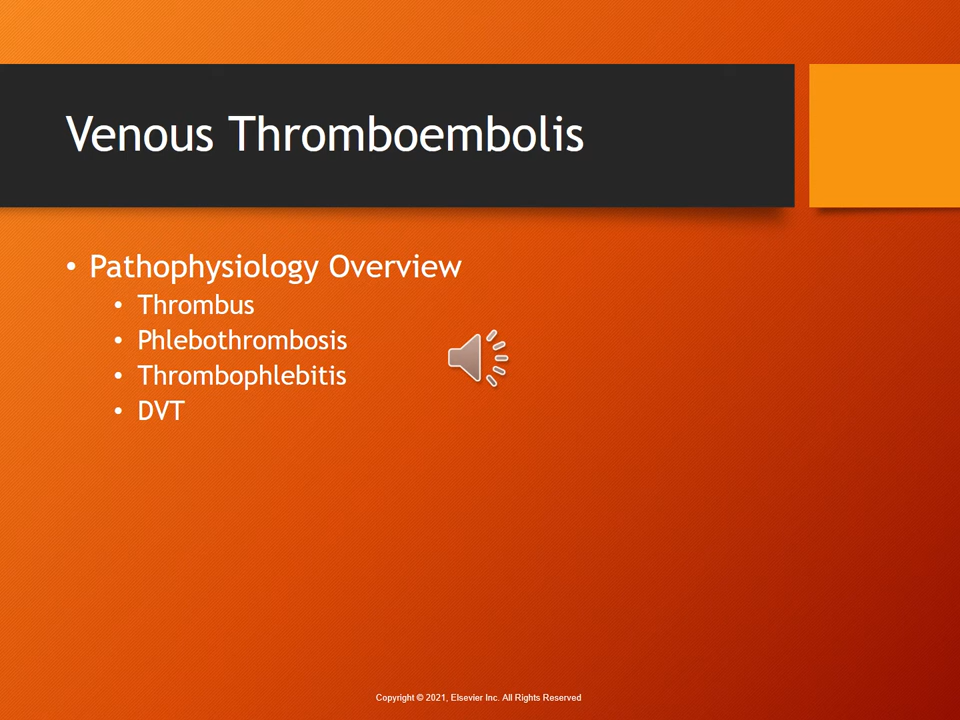 Venous Thromboembolis
• Pathophysiology Overview
• Thrombus
• Phlebothrombosis
• Thrombophlebitis
• DVT
Copyright © 2021, Elsevier Inc. All Rights Reserved